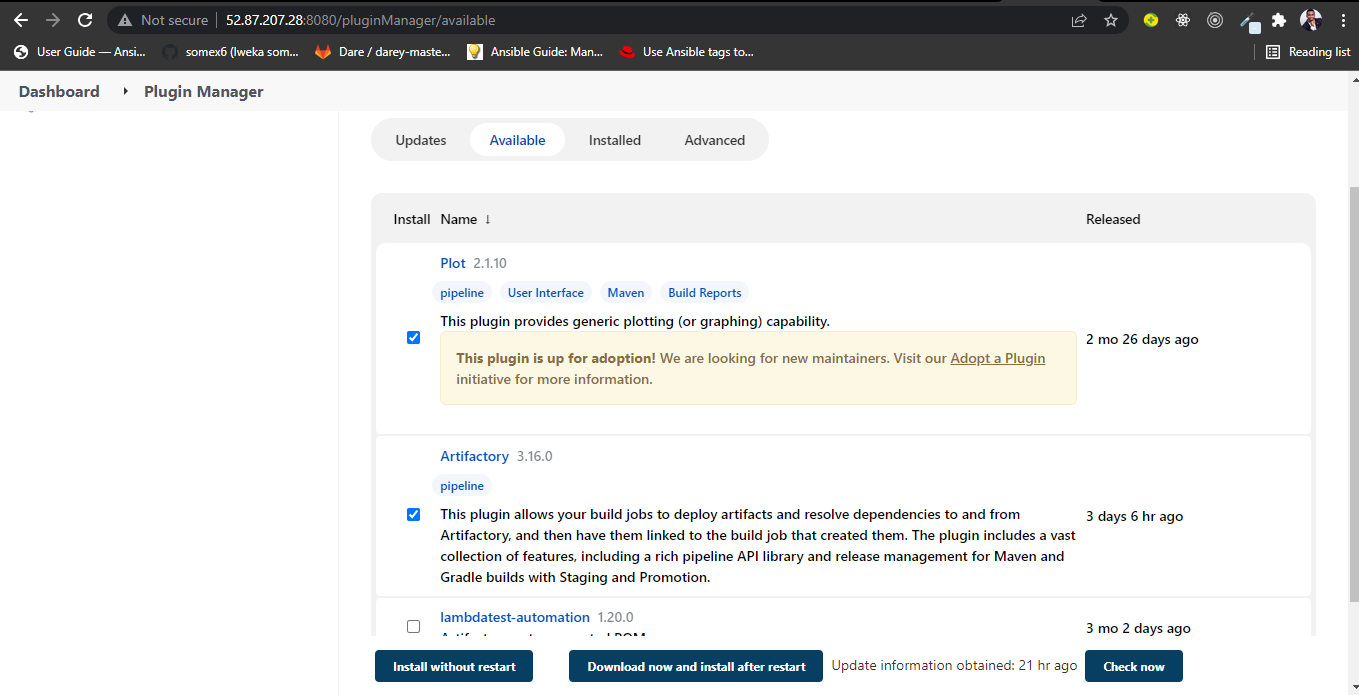 Not secure | 52.87.207.28:8080/pluginManager/available
User Guide — Ansi... somex6 (Iweka som... Dare / darey-maste... Ansible Guide: Man... Use Ansible tags to... Reading list
Dashboard Plugin Manager
Updates Available Installed Advanced
Install Name ↓ Released
Plot 2.1.10
pipeline User Interface Maven Build Reports
This plugin provides generic plotting (or graphing) capability.
2 mo 26 days ago
This plugin is up for adoption! We are looking for new maintainers. Visit our Adopt a Plugin
initiative for more information.
Artifactory 3.16.0
pipeline
This plugin allows your build jobs to deploy artifacts and resolve dependencies to and from
3 days 6 hr ago
Artifactory, and then have them linked to the build job that created them. The plugin includes a vast
collection of features, including a rich pipeline API library and release management for Maven and
Gradle builds with Staging and Promotion.
lambdatest-automation 1.20.0
3 mo 2 days ago
Install without restart Download now and install after restart Update information obtained: 21 hr ago Check now